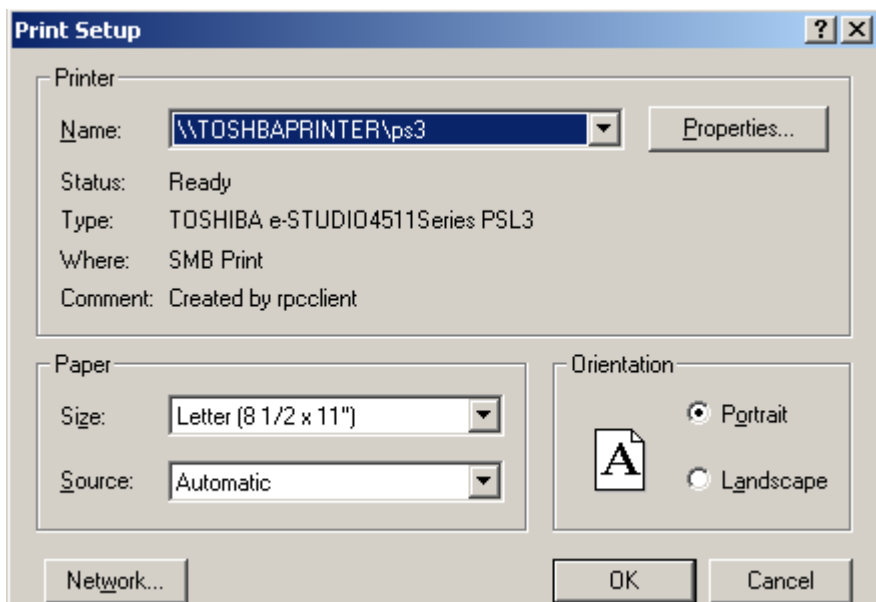 Print Setup
Printer
Name: \\TOSHBAPRINTER\ps3 Properties...
Status: Ready
Type: TOSHIBA e-STUDIO4511Series PSL3
Where: SMB Print
Comment: Created by rpcclient
Paper
Size: Letter (8 1/2 x 11")
Source: Automatic
Orientation
A
Portrait
Landscape
Network... OK Cancel